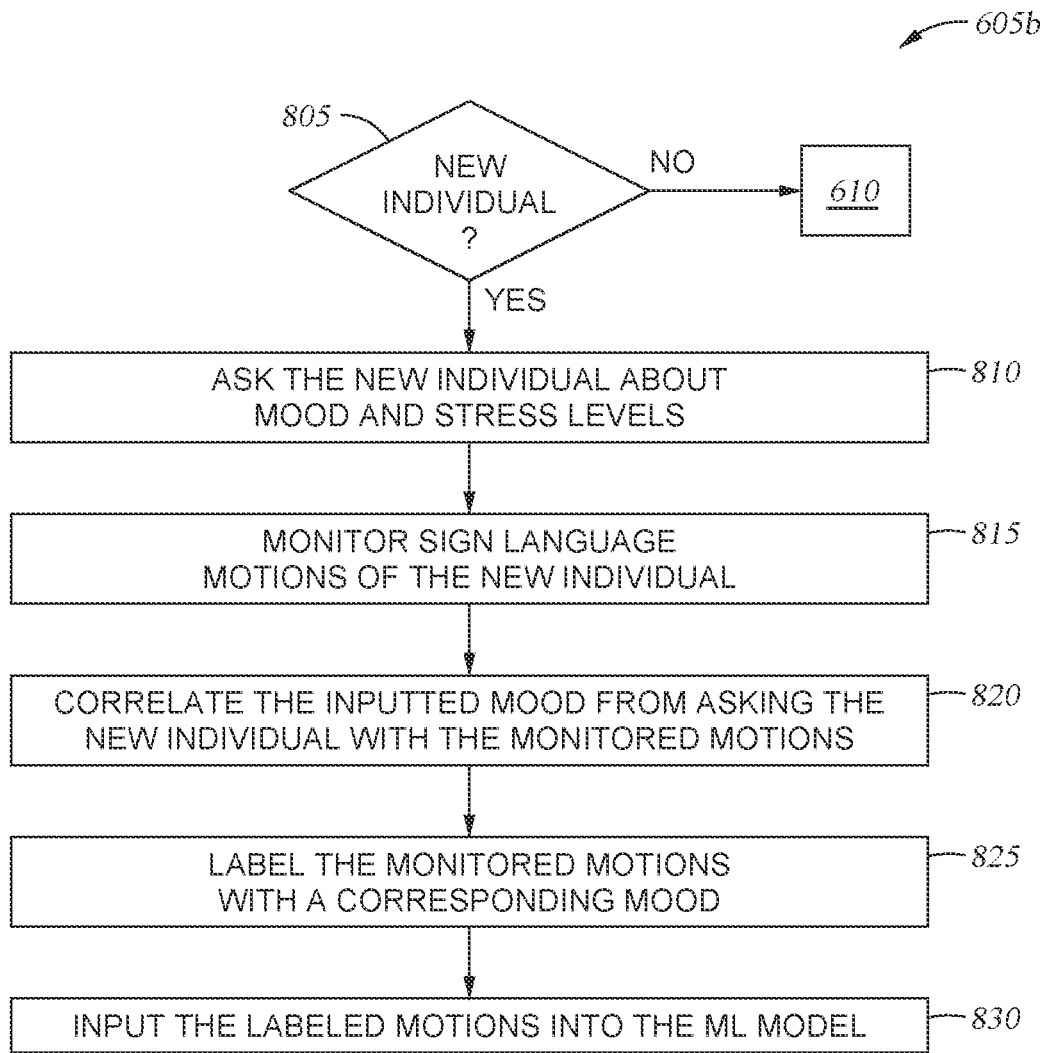 605b
805
NEW
INDIVIDUAL
?
NO
610
YES
ASK THE NEW INDIVIDUAL ABOUT
MOOD AND STRESS LEVELS
810
MONITOR SIGN LANGUAGE
MOTIONS OF THE NEW INDIVIDUAL
815
CORRELATE THE INPUTTED MOOD FROM ASKING THE
NEW INDIVIDUAL WITH THE MONITORED MOTIONS
820
LABEL THE MONITORED MOTIONS
WITH A CORRESPONDING MOOD
825
INPUT THE LABELED MOTIONS INTO THE ML MODEL
830